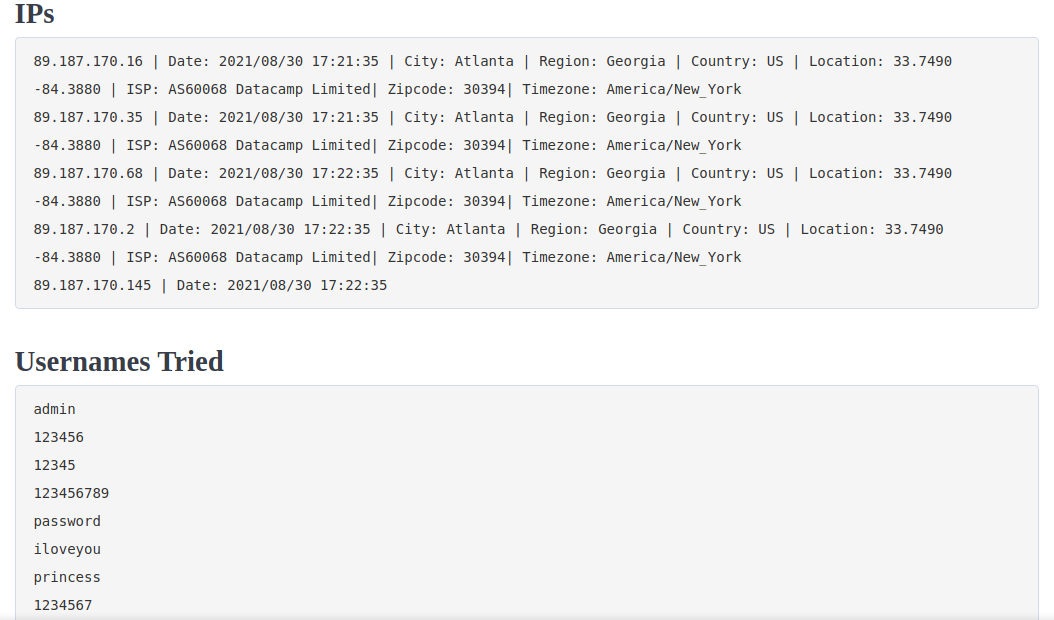 IPs
89.187.170.16 | Date: 2021/08/30 17:21:35 | City: Atlanta | Region: Georgia | Country: US | Location: 33.7490
-84.3880 | ISP: AS60068 Datacamp Limited| Zipcode: 30394| Timezone: America/New_York
89.187.170.35 | Date: 2021/08/30 17:21:35 | City: Atlanta | Region: Georgia | Country: US | Location: 33.7490
-84.3880 | ISP: AS60068 Datacamp Limited| Zipcode: 30394| Timezone: America/New_York
89.187.170.68 | Date: 2021/08/30 17:22:35 | City: Atlanta | Region: Georgia | Country: US | Location: 33.7490
-84.3880 | ISP: AS60068 Datacamp Limited| Zipcode: 30394| Timezone: America/New_York
89.187.170.2 | Date: 2021/08/30 17:22:35 | City: Atlanta | Region: Georgia | Country: US | Location: 33.7490
-84.3880 | ISP: AS60068 Datacamp Limited| Zipcode: 30394| Timezone: America/New_York
89.187.170.145 | Date: 2021/08/30 17:22:35
Usernames Tried
admin
123456
12345
123456789
password
iloveyou
princess
1234567